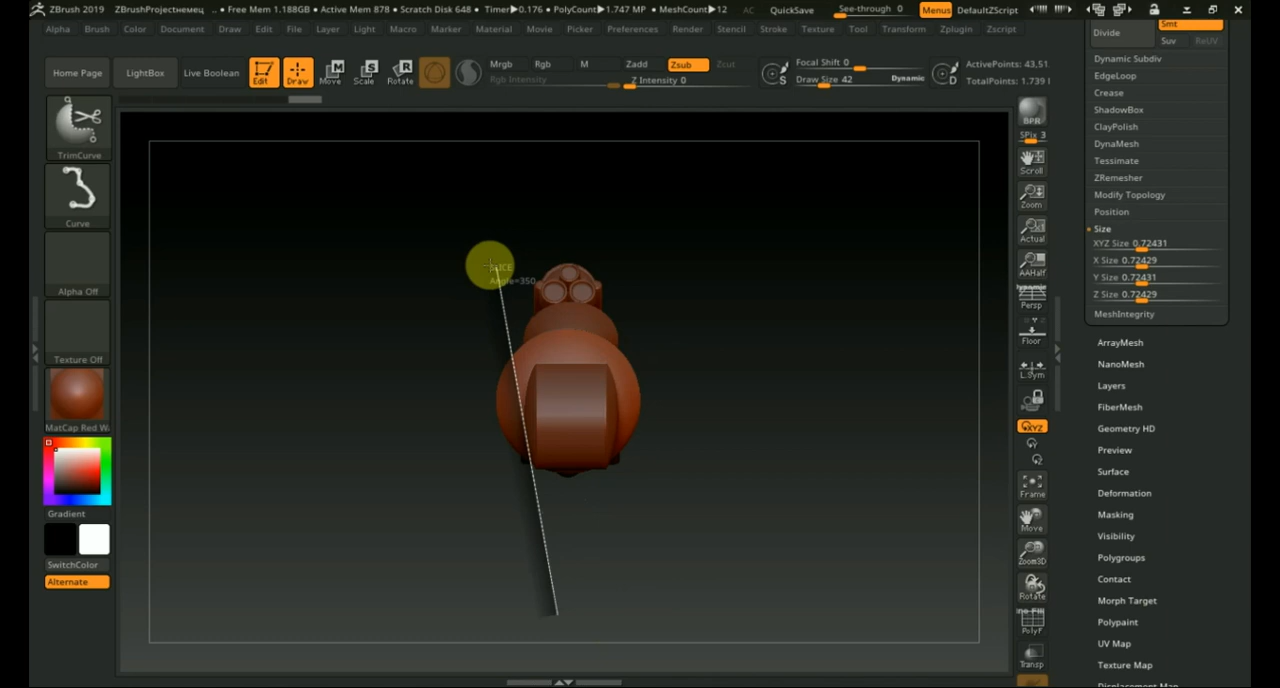 ZBrush 2019 ZBrushProjectнемец .. • Free Mem 1.188GB • Active Mem 878 • Scratch Disk 648 • Timer▶0.176 • PolyCount▶1.747 MP • MeshCount▶12 AC QuickSave See-through 0 Menus DefaultZScript
Alpha Brush Color Document Draw Edit File Layer Light Macro Marker Material Movie Picker Preferences Render Stencil Stroke Texture Tool Transform Zplugin Zscript
Home Page LightBox Live Boolean Edit Draw Move Scale Rotate
Mrgb Rgb M Zadd Zsub Zcut
Rgb Intensity Z Intensity 0
Focal Shift 0
Draw Size 42 Dynamic
S
D
ActivePoints: 43,51
TotalPoints: 1.739
TrimCurve
Curve
Alpha Off
Texture Off
MatCap Red W
Gradient
SwitchColor
Alternate
SLICE
Angle=350
BPR
SPix 3
Scroll
Zoom
Actual
AAHalf
Persp
Floor
L.Sym
XYZ
Frame
Move
Zoom3D
Rotate
PolyF
Transp
Smt
Divide Suv ReUV
Dynamic Subdiv
EdgeLoop
Crease
ShadowBox
ClayPolish
DynaMesh
Tessimate
ZRemesher
Modify Topology
Position
Size
XYZ Size 0.72431
X Size 0.72429
Y Size 0.72431
Z Size 0.72429
MeshIntegrity
ArrayMesh
NanoMesh
Layers
FiberMesh
Geometry HD
Preview
Surface
Deformation
Masking
Visibility
Polygroups
Contact
Morph Target
Polypaint
UV Map
Texture Map
Displacement Map